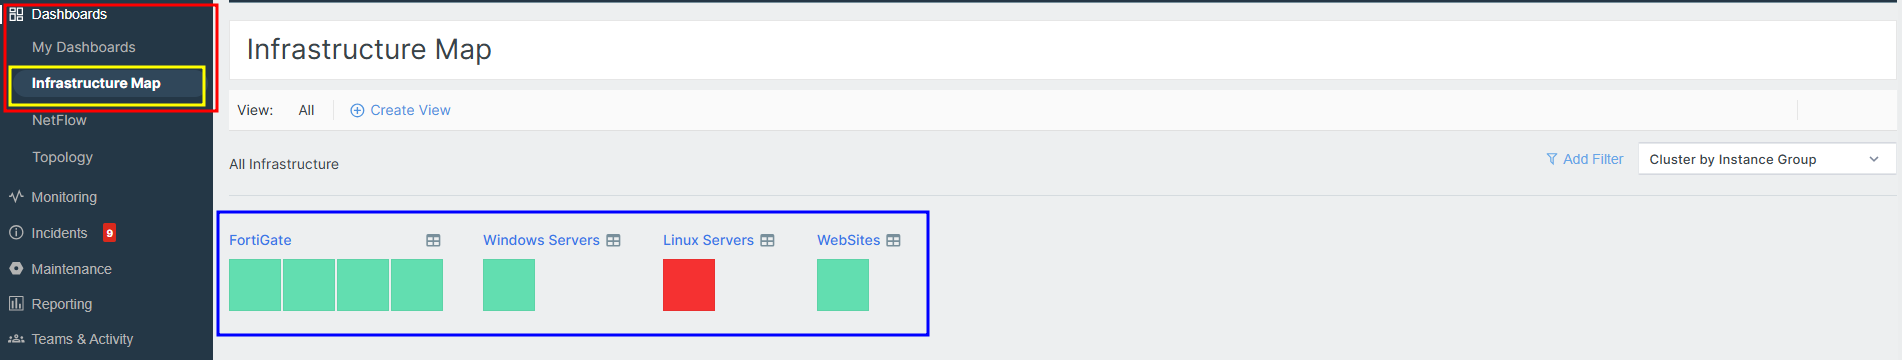 Dashboards
My Dashboards
Infrastructure Map
NetFlow
Topology
Monitoring
Incidents 9
Maintenance
Reporting
Teams & Activity
Infrastructure Map
View: All Create View
All Infrastructure
Add Filter Cluster by Instance Group
FortiGate Windows Servers Linux Servers WebSites